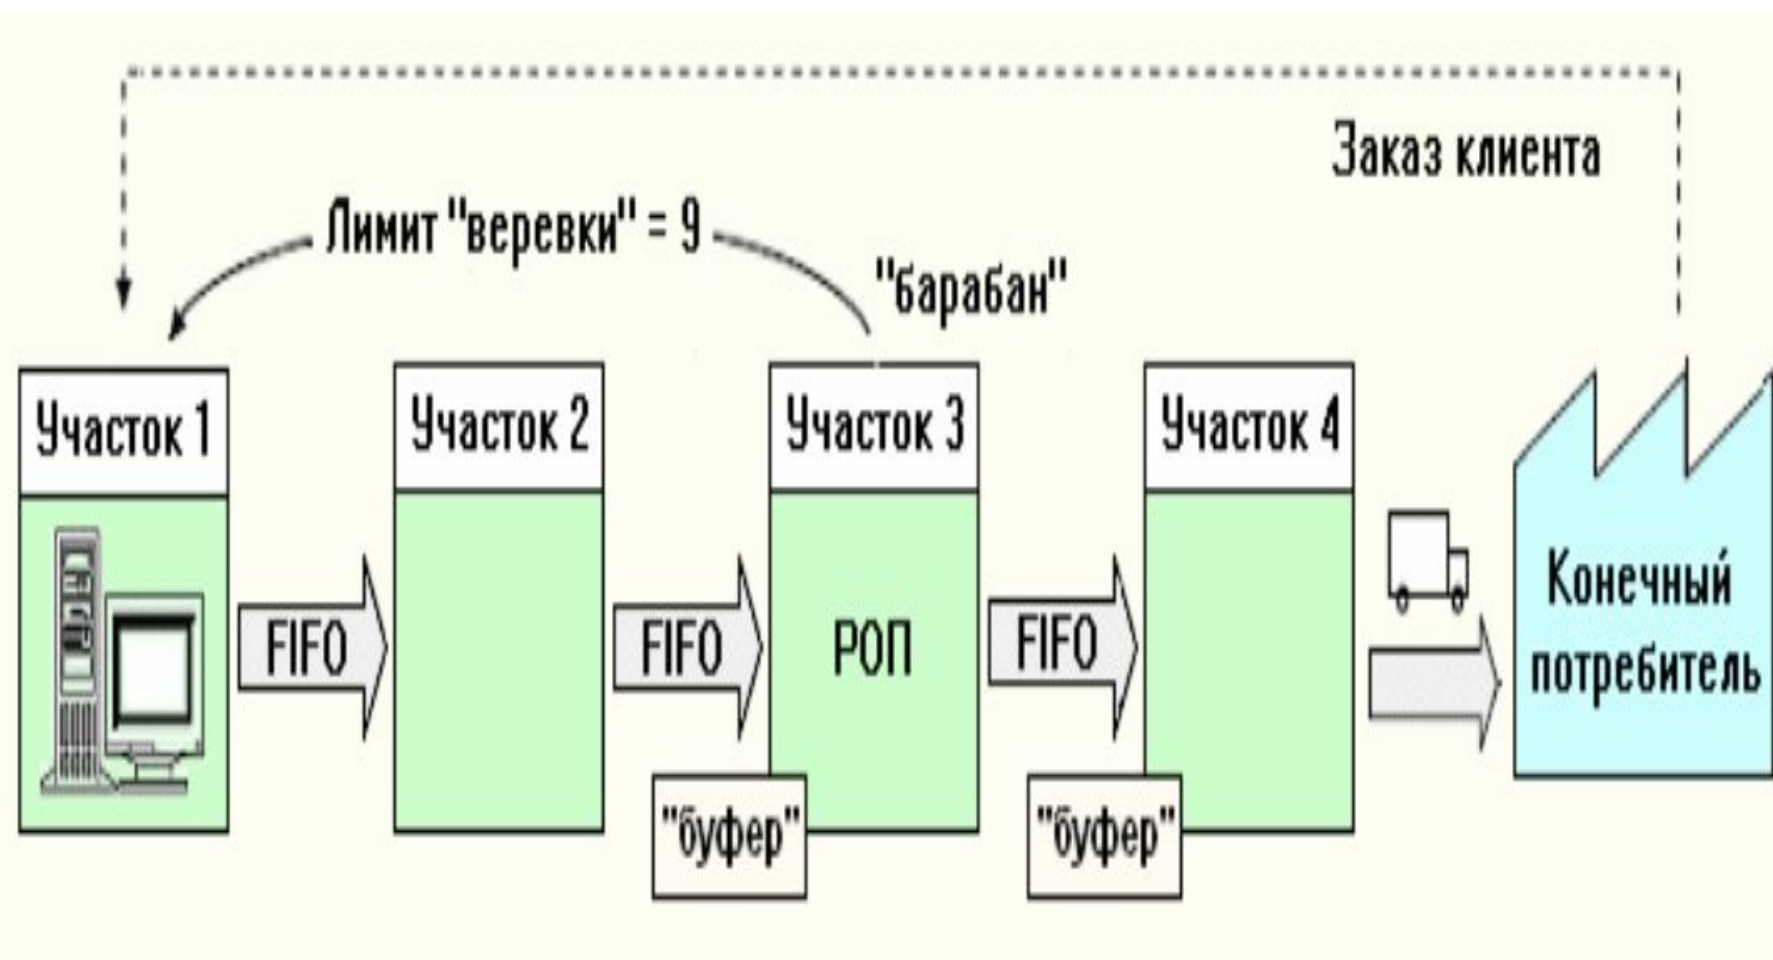 Заказ клиента
Лимит "веревки" = 9
"барабан"
Участок 1
Участок 2
Участок 3
Участок 4
FIFO
FIFO
РОП
FIFO
Конечный
потребитель
"буфер"
"буфер"